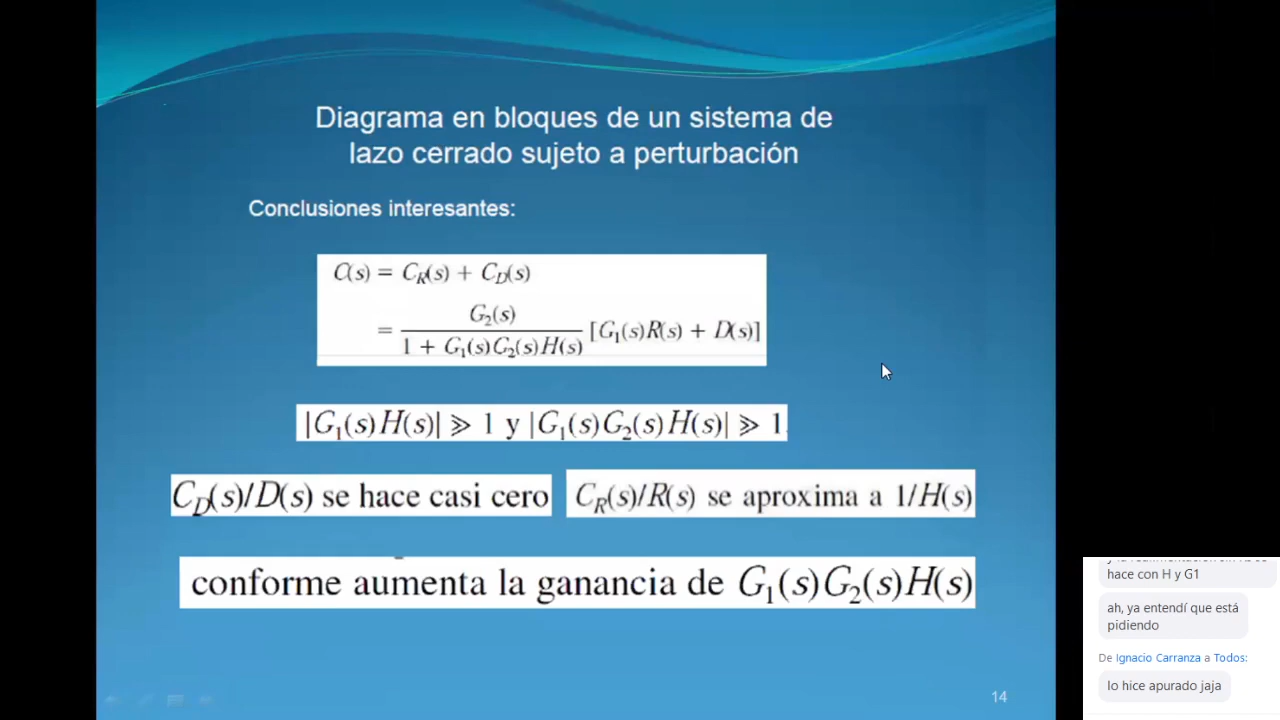 Diagrama en bloques de un sistema de
lazo cerrado sujeto a perturbación
Conclusiones interesantes:
C(s) = C_R(s) + C_D(s)
= G₂(s) / (1 + G₁(s)G₂(s)H(s)) [G₁(s)R(s) + D(s)]
|G₁(s)H(s)| ≫ 1 y |G₁(s)G₂(s)H(s)| ≫ 1.
C_D(s)/D(s) se hace casi cero
C_R(s)/R(s) se aproxima a 1/H(s)
conforme aumenta la ganancia de G₁(s)G₂(s)H(s)
14
hace con H y G1
ah, ya entendí que está
pidiendo
De Ignacio Carranza a Todos:
lo hice apurado jaja